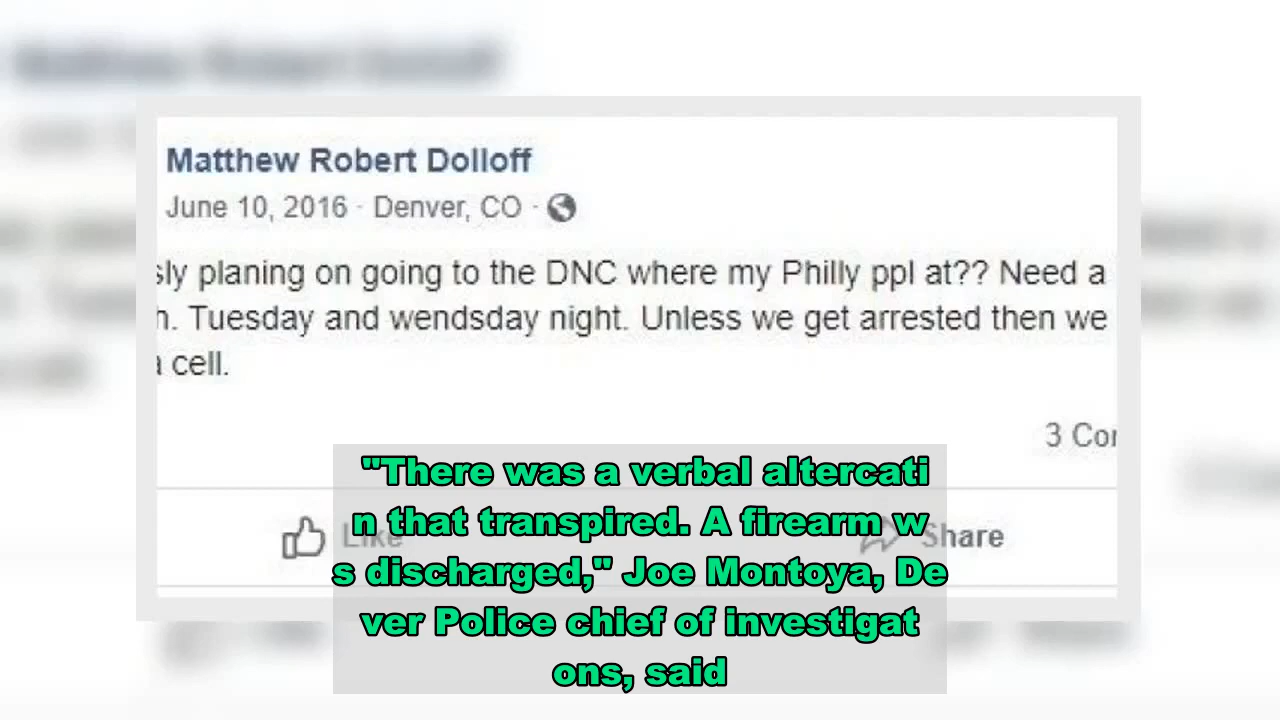 Matthew Robert Dolloff
June 10, 2016 · Denver, CO ·
sly planing on going to the DNC where my Philly ppl at?? Need a
h. Tuesday and wendsday night. Unless we get arrested then we
a cell.
3 Cor
Like
Share
"There was a verbal altercati
n that transpired. A firearm w
s discharged," Joe Montoya, De
ver Police chief of investigat
ons, said